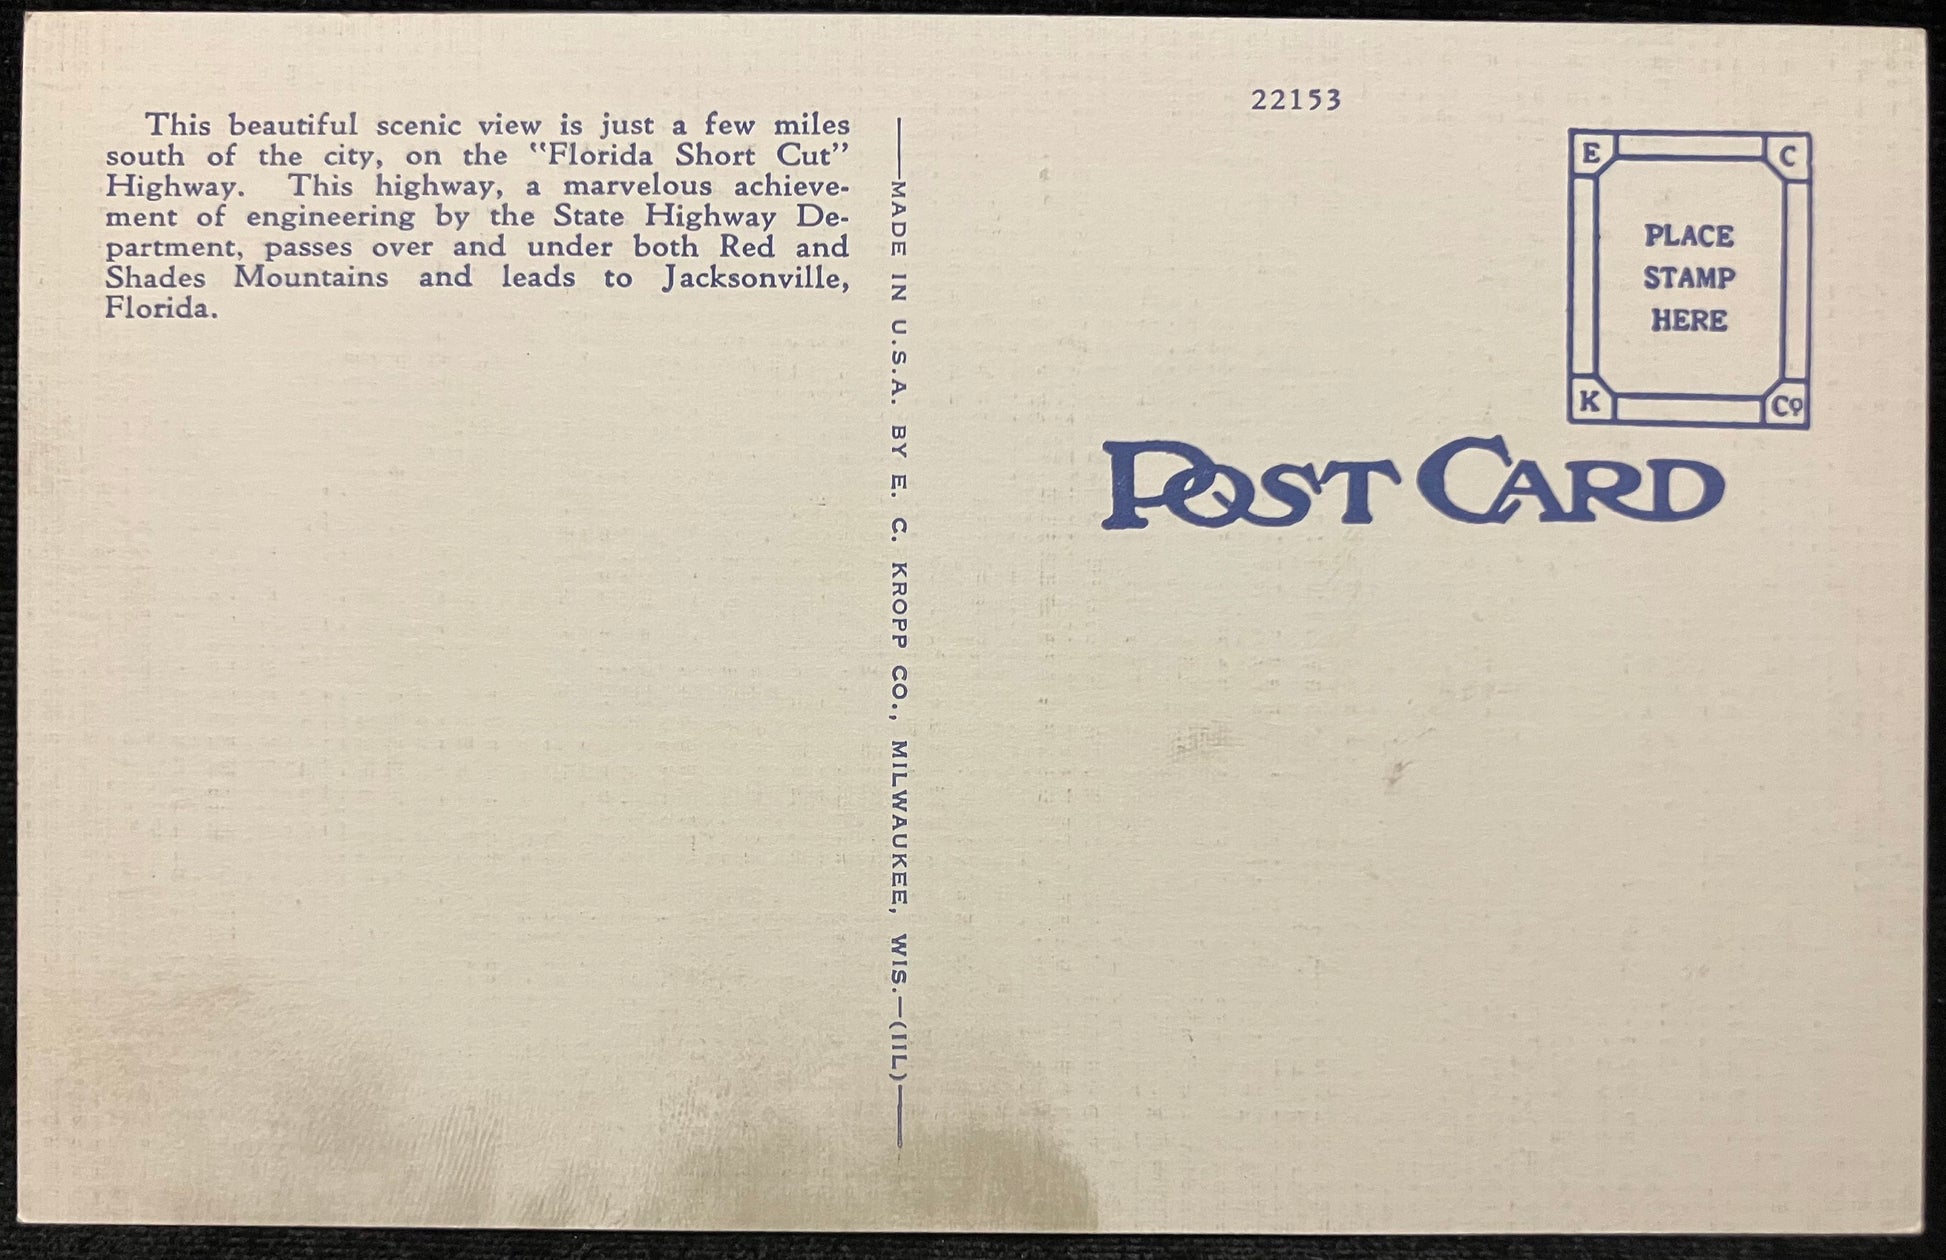 This beautiful scenic view is just a few miles
south of the city, on the "Florida Short Cut"
Highway. This highway, a marvelous achieve-
ment of engineering by the State Highway De-
partment, passes over and under both Red and
Shades Mountains and leads to Jacksonville,
Florida.
MADE IN U.S.A. BY E. C. KROPP CO., MILWAUKEE, WIS.—(IIL)
22153
E C
PLACE
STAMP
HERE
K Co
POST CARD